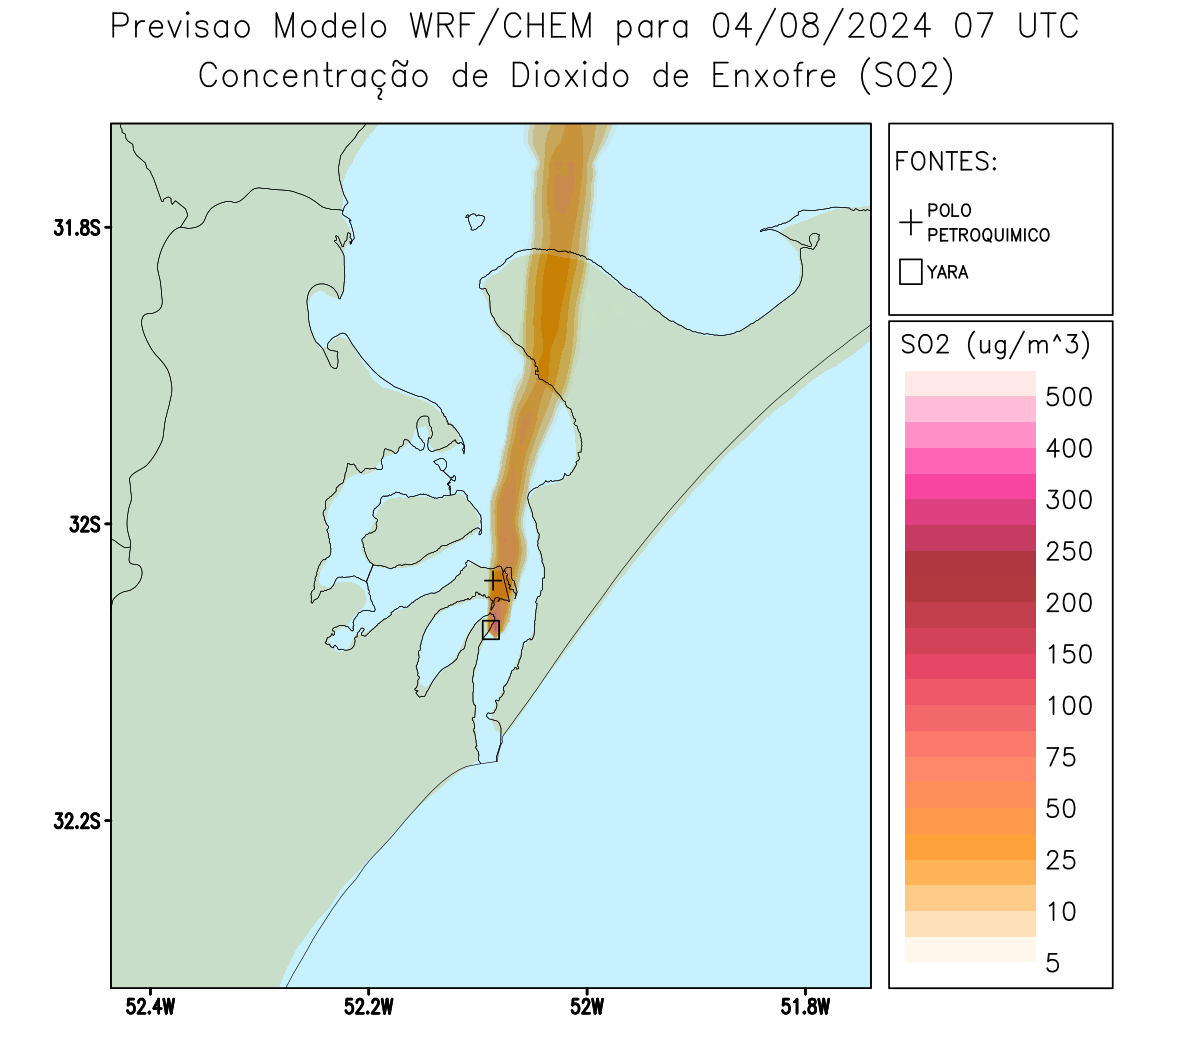 Previsao Modelo WRF/CHEM para 04/08/2024 07 UTC
Concentração de Dioxido de Enxofre (SO2)
FONTES:
POLO
PETROQUIMICO
YARA
SO2 (ug/m^3)
500
400
300
250
200
150
100
75
50
25
10
5
31.8S
32S
32.2S
52.4W
52.2W
52W
51.8W